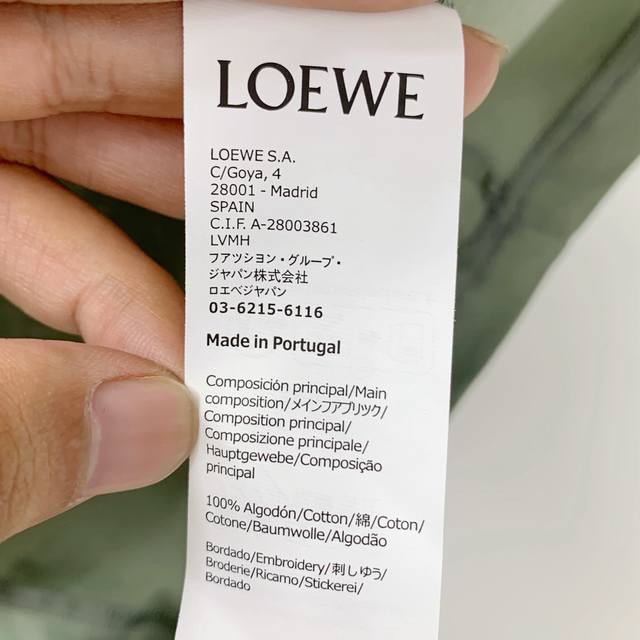 LOEWE
LOEWE S.A.
C/Goya, 4
28001 - Madrid
SPAIN
C.I.F. A-28003861
LVMH
フアツション・グループ・
ジャパン株式会社
ロエベジャパン
03-6215-6116
Made in Portugal
Composición principal/Main
composition/メインファブリック/
Composition principal/
Composizione principale/
Hauptgewebe/Composição
principal
100% Algodón/Cotton/綿/Coton/
Cotone/Baumwolle/Algodão
Bordado/Embroidery/刺しゆう/
Broderie/Ricamo/Stickerei/
Bordado